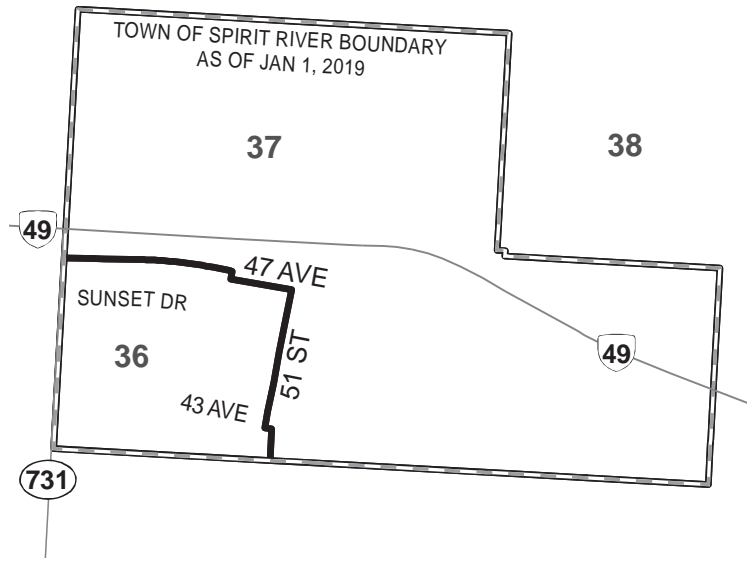 TOWN OF SPIRIT RIVER BOUNDARY
AS OF JAN 1, 2019
37
38
49
47 AVE
SUNSET DR
36
51 ST
49
43 AVE
731